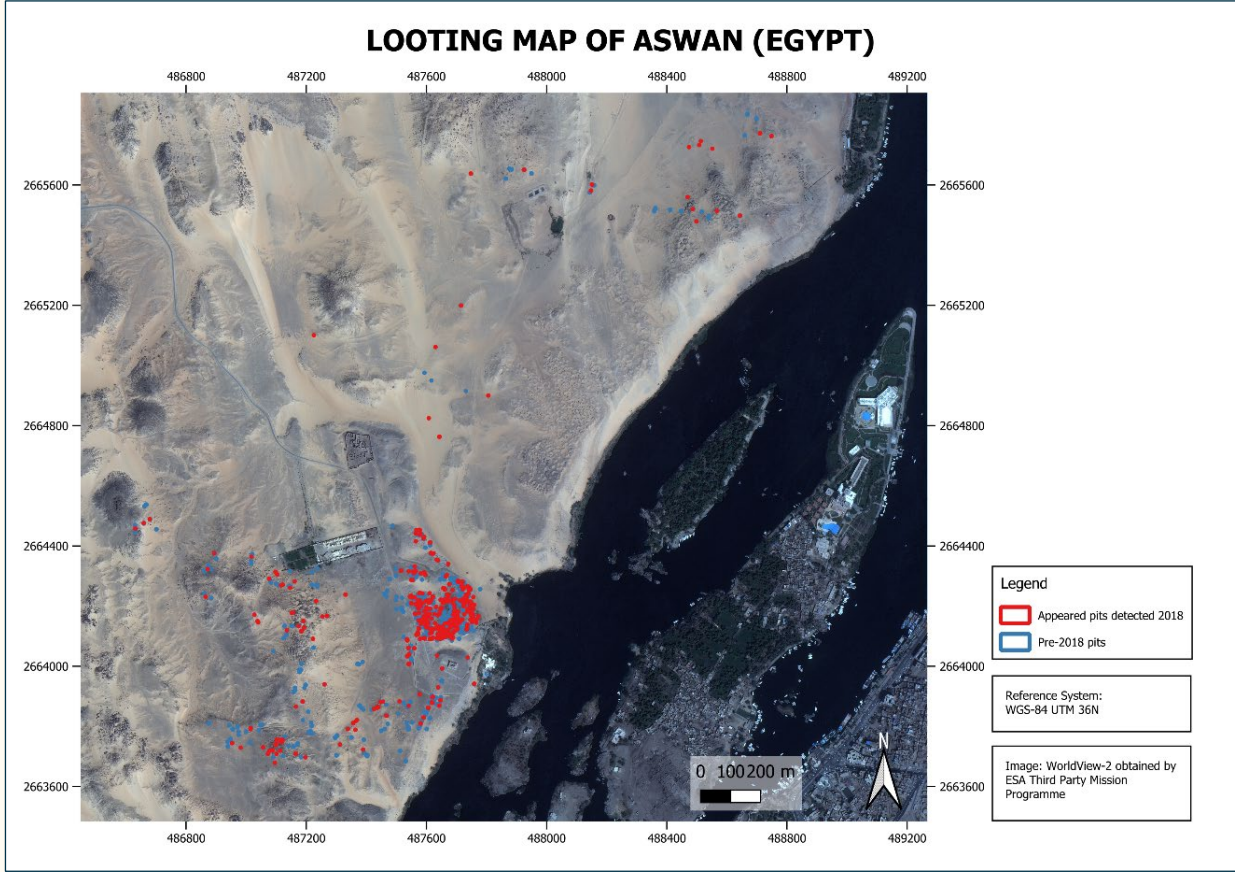 LOOTING MAP OF ASWAN (EGYPT)
486800 487200 487600 488000 488400 488800 489200
2665600 2665600
2665200 2665200
2664800 2664800
2664400 2664400
2664000 2664000
2663600 2663600
486800 487200 487600 488000 488400 488800 489200
N
0 100 200 m
Legend
Appeared pits detected 2018
Pre-2018 pits
Reference System:
WGS-84 UTM 36N
Image: WorldView-2 obtained by
ESA Third Party Mission
Programme